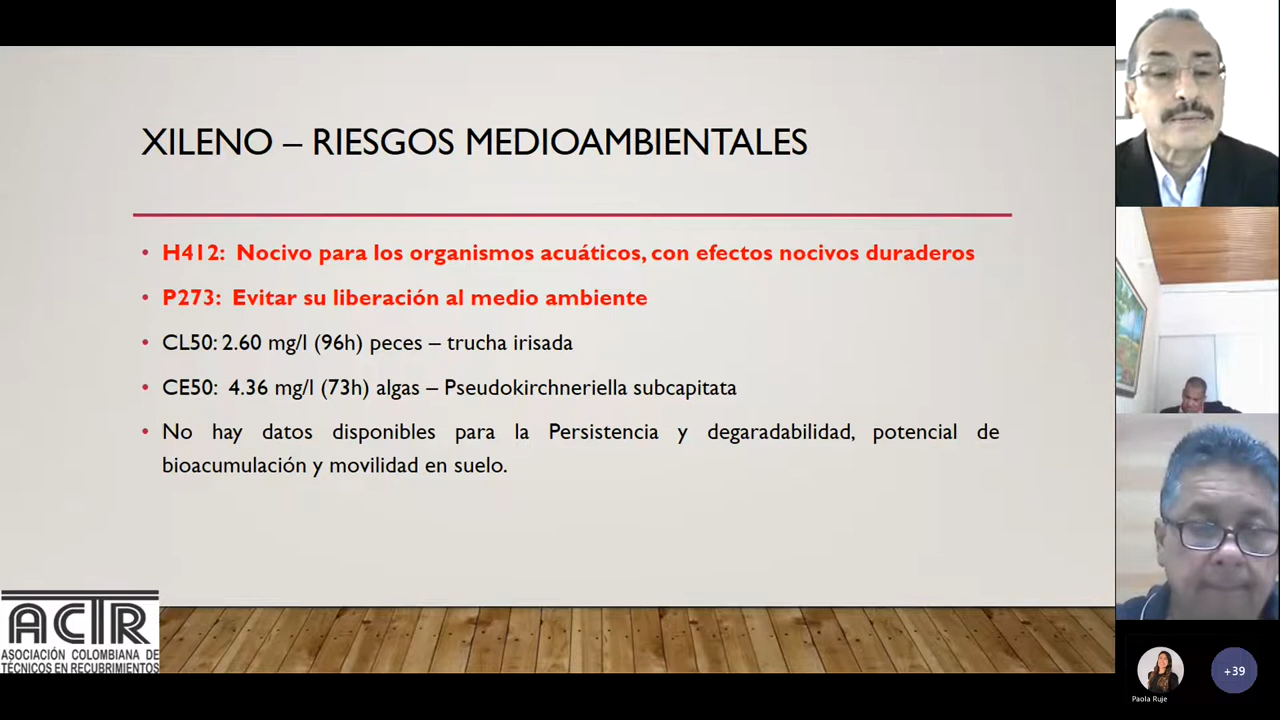 XILENO – RIESGOS MEDIOAMBIENTALES
• H412: Nocivo para los organismos acuáticos, con efectos nocivos duraderos
• P273: Evitar su liberación al medio ambiente
• CL50: 2.60 mg/l (96h) peces – trucha irisada
• CE50: 4.36 mg/l (73h) algas – Pseudokirchneriella subcapitata
• No hay datos disponibles para la Persistencia y degaradabilidad, potencial de
bioacumulación y movilidad en suelo.
ACTR
ASOCIACIÓN COLOMBIANA DE
TÉCNICOS EN RECUBRIMIENTOS
Paola Ruje
+39